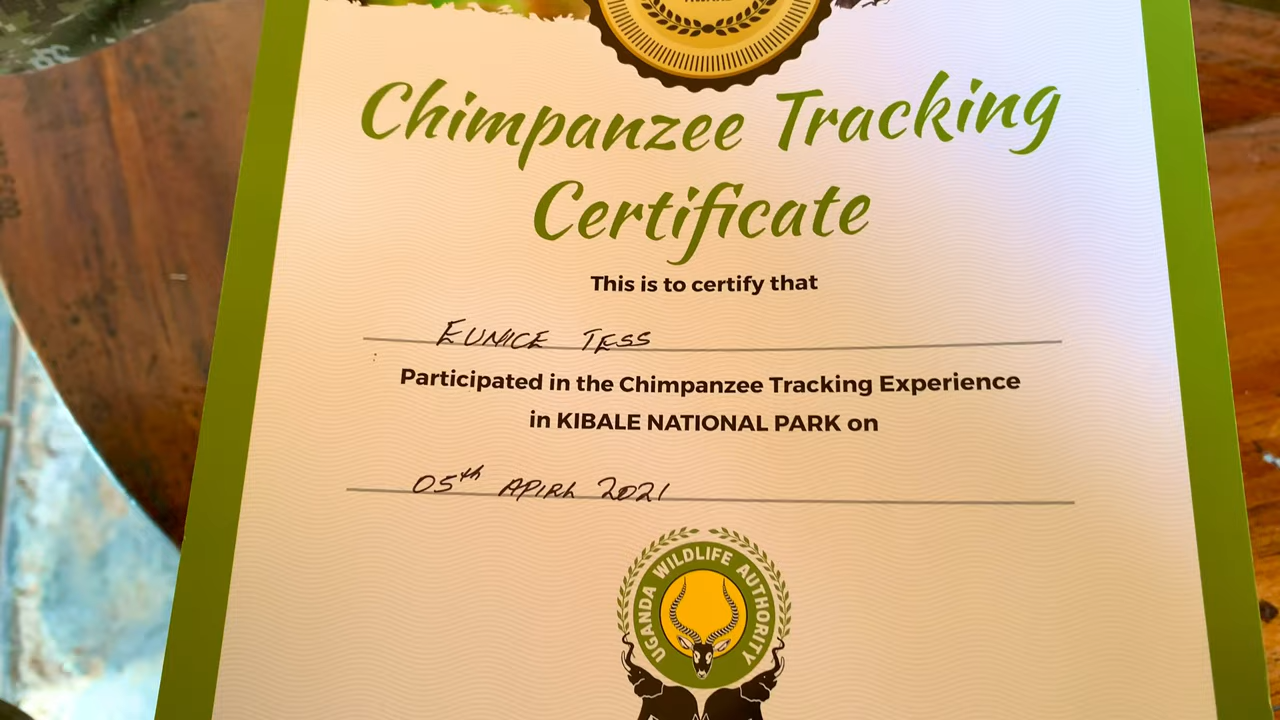 Chimpanzee Tracking
Certificate
This is to certify that
EUNICE TESS
Participated in the Chimpanzee Tracking Experience
in KIBALE NATIONAL PARK on
05th APIRL 2021
UGANDA WILDLIFE AUTHORITY